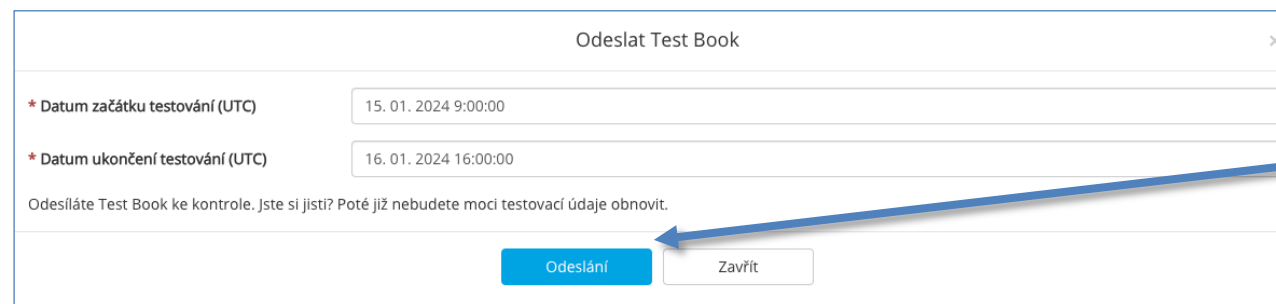 Odeslat Test Book ×
* Datum začátku testování (UTC) 15. 01. 2024 9:00:00
* Datum ukončení testování (UTC) 16. 01. 2024 16:00:00
Odesíláte Test Book ke kontrole. Jste si jisti? Poté již nebudete moci testovací údaje obnovit.
Odeslání Zavřít